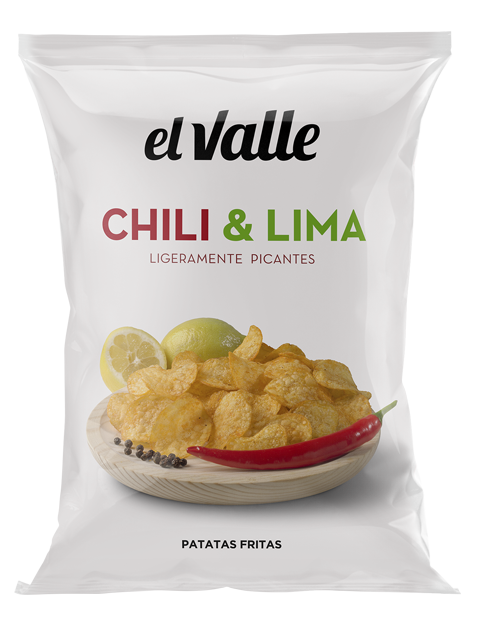 el Valle
CHILI & LIMA
LIGERAMENTE PICANTES
PATATAS FRITAS